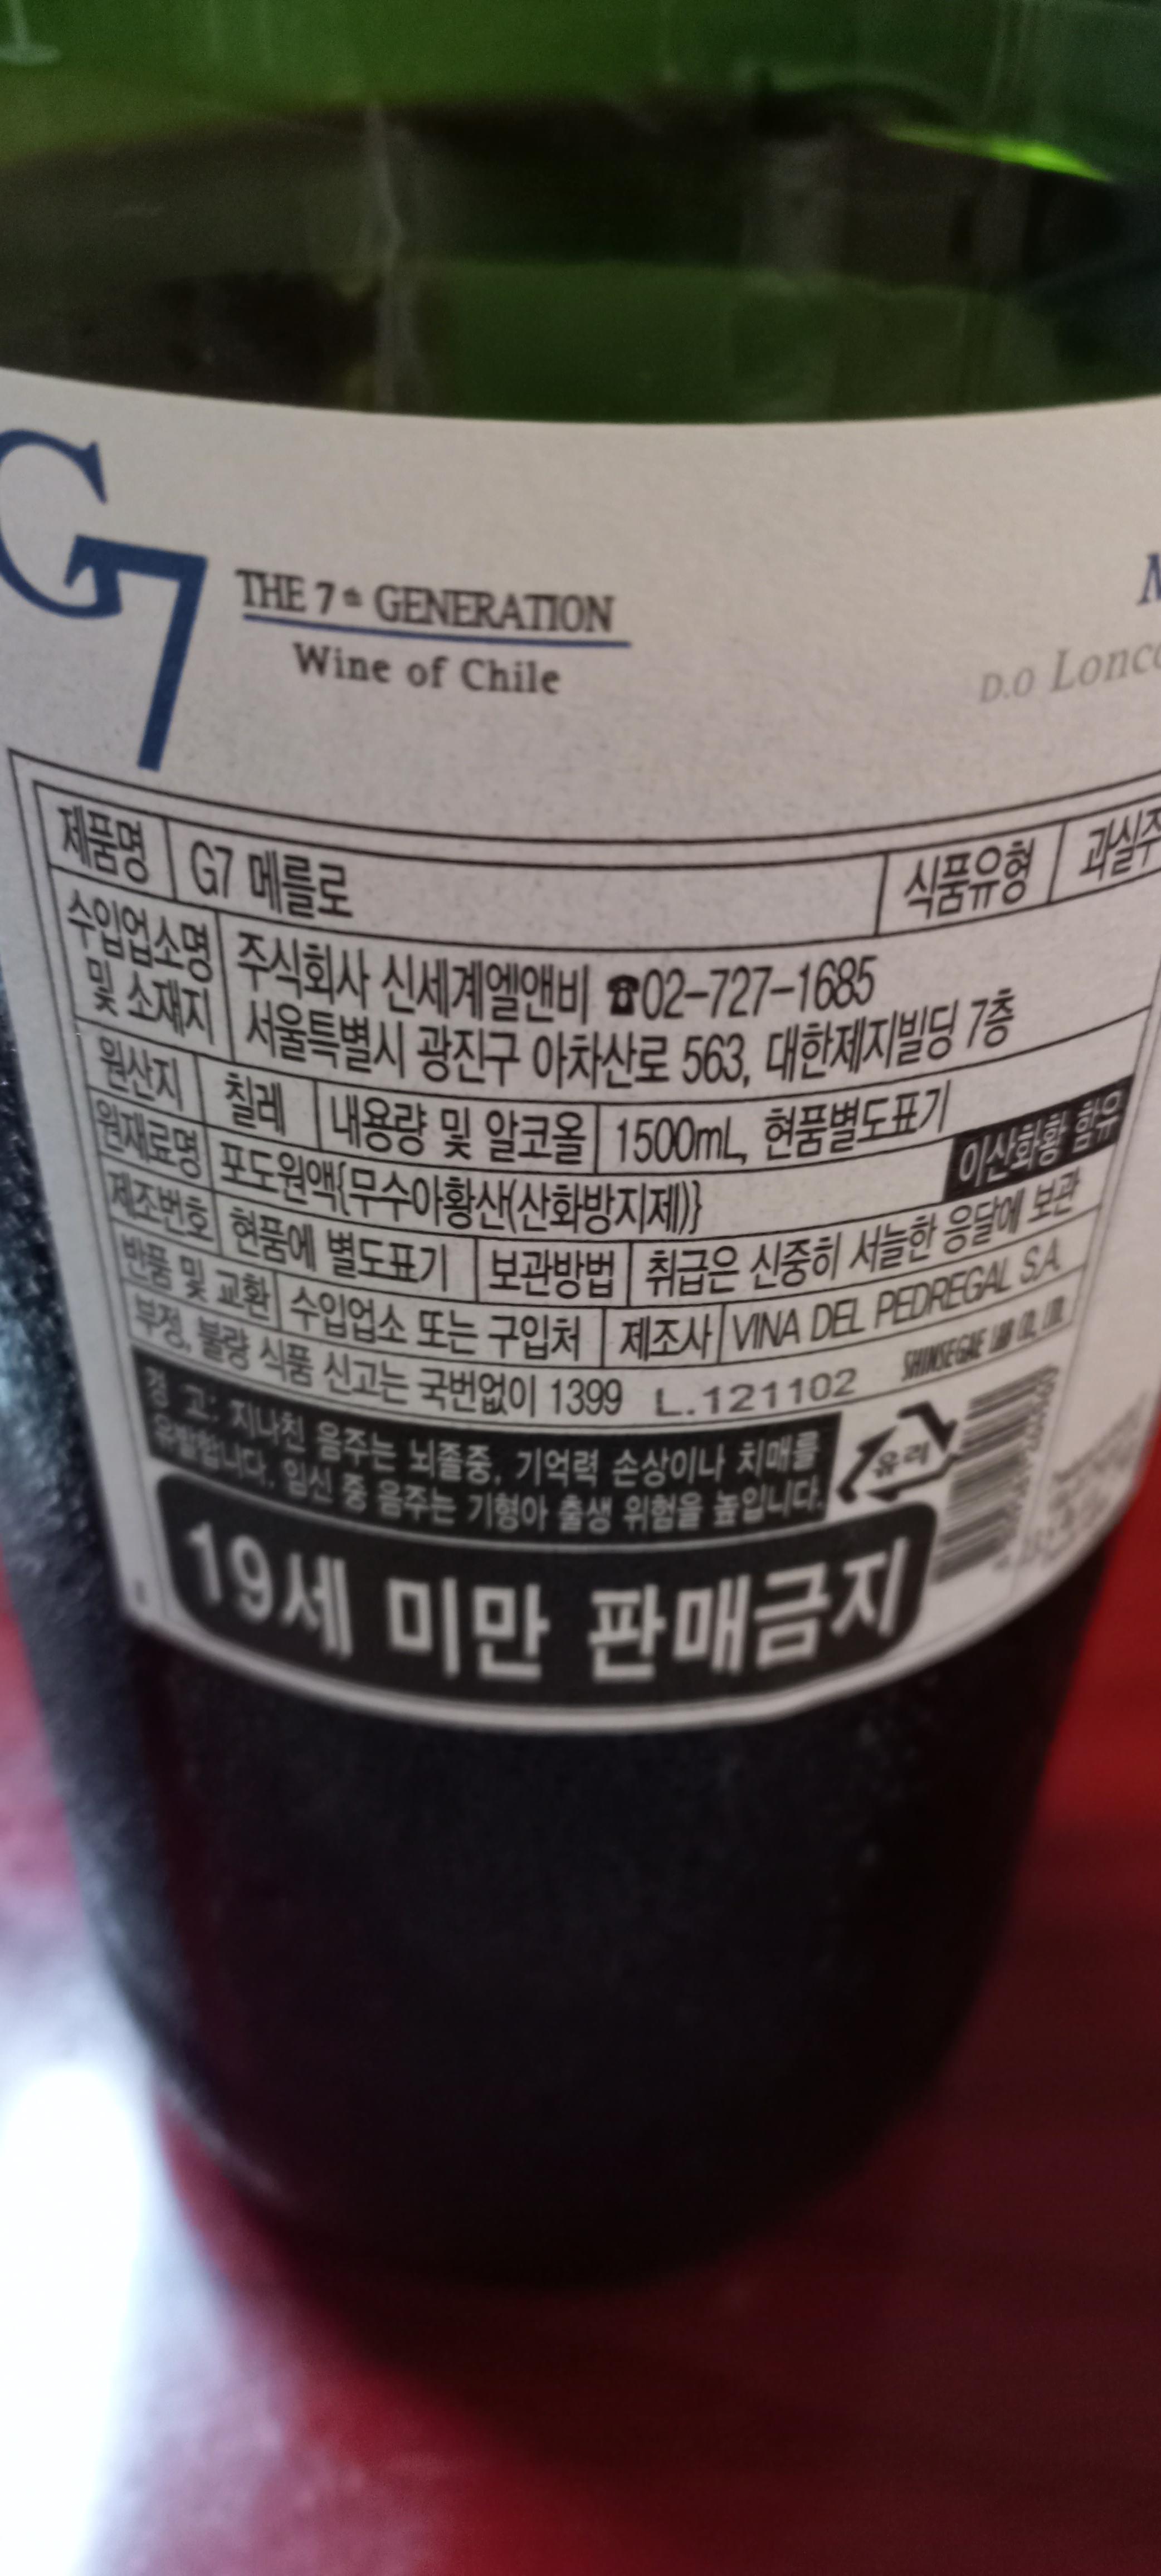 G7
THE 7th GENERATION
Wine of Chile
D.O
제품명 G7 메를로 식품유형 과실주
수입업소명 및 소재지 주식회사 신세계엘앤비 ☎02-727-1685
서울특별시 광진구 아차산로 563, 대한제지빌딩 7층
원산지 칠레 내용량 및 알코올 1500mL, 현품별도표기
원재료명 포도원액{무수아황산(산화방지제)} 이산화황 함유
제조번호 현품에 별도표기 보관방법 취급은 신중히 서늘한 응달에 보관
반품 및 교환 수입업소 또는 구입처 제조사 VINA DEL PEDREGAL S.A.
부정, 불량 식품 신고는 국번없이 1399 L.121102 SHINSEGAE L&B CO., LTD.
경 고: 지나친 음주는 뇌졸중, 기억력 손상이나 치매를
유발합니다. 임신 중 음주는 기형아 출생 위험을 높입니다.
유리
19세 미만 판매금지